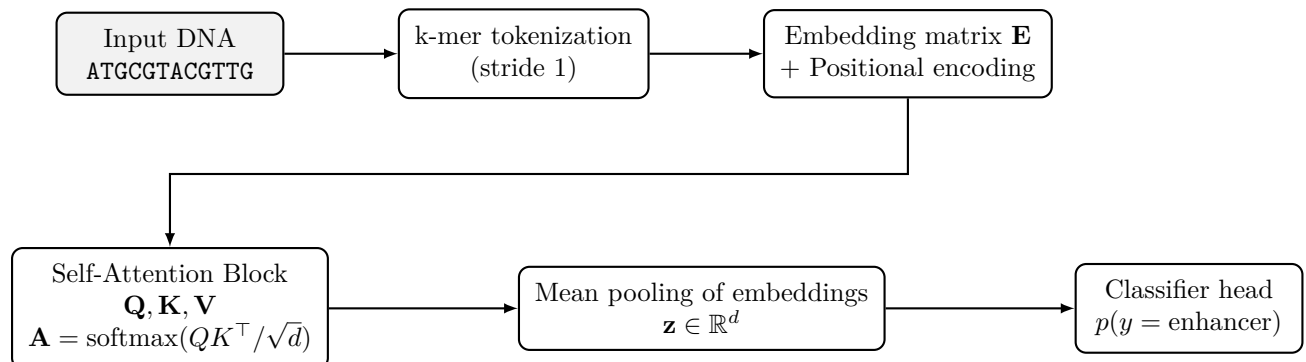 Input DNA
ATGCGTACGTTG
k-mer tokenization
(stride 1)
Embedding matrix E
+ Positional encoding
Self-Attention Block
Q, K, V
A = softmax(QK⊤/√d)
Mean pooling of embeddings
z ∈ ℝᵈ
Classifier head
p(y = enhancer)